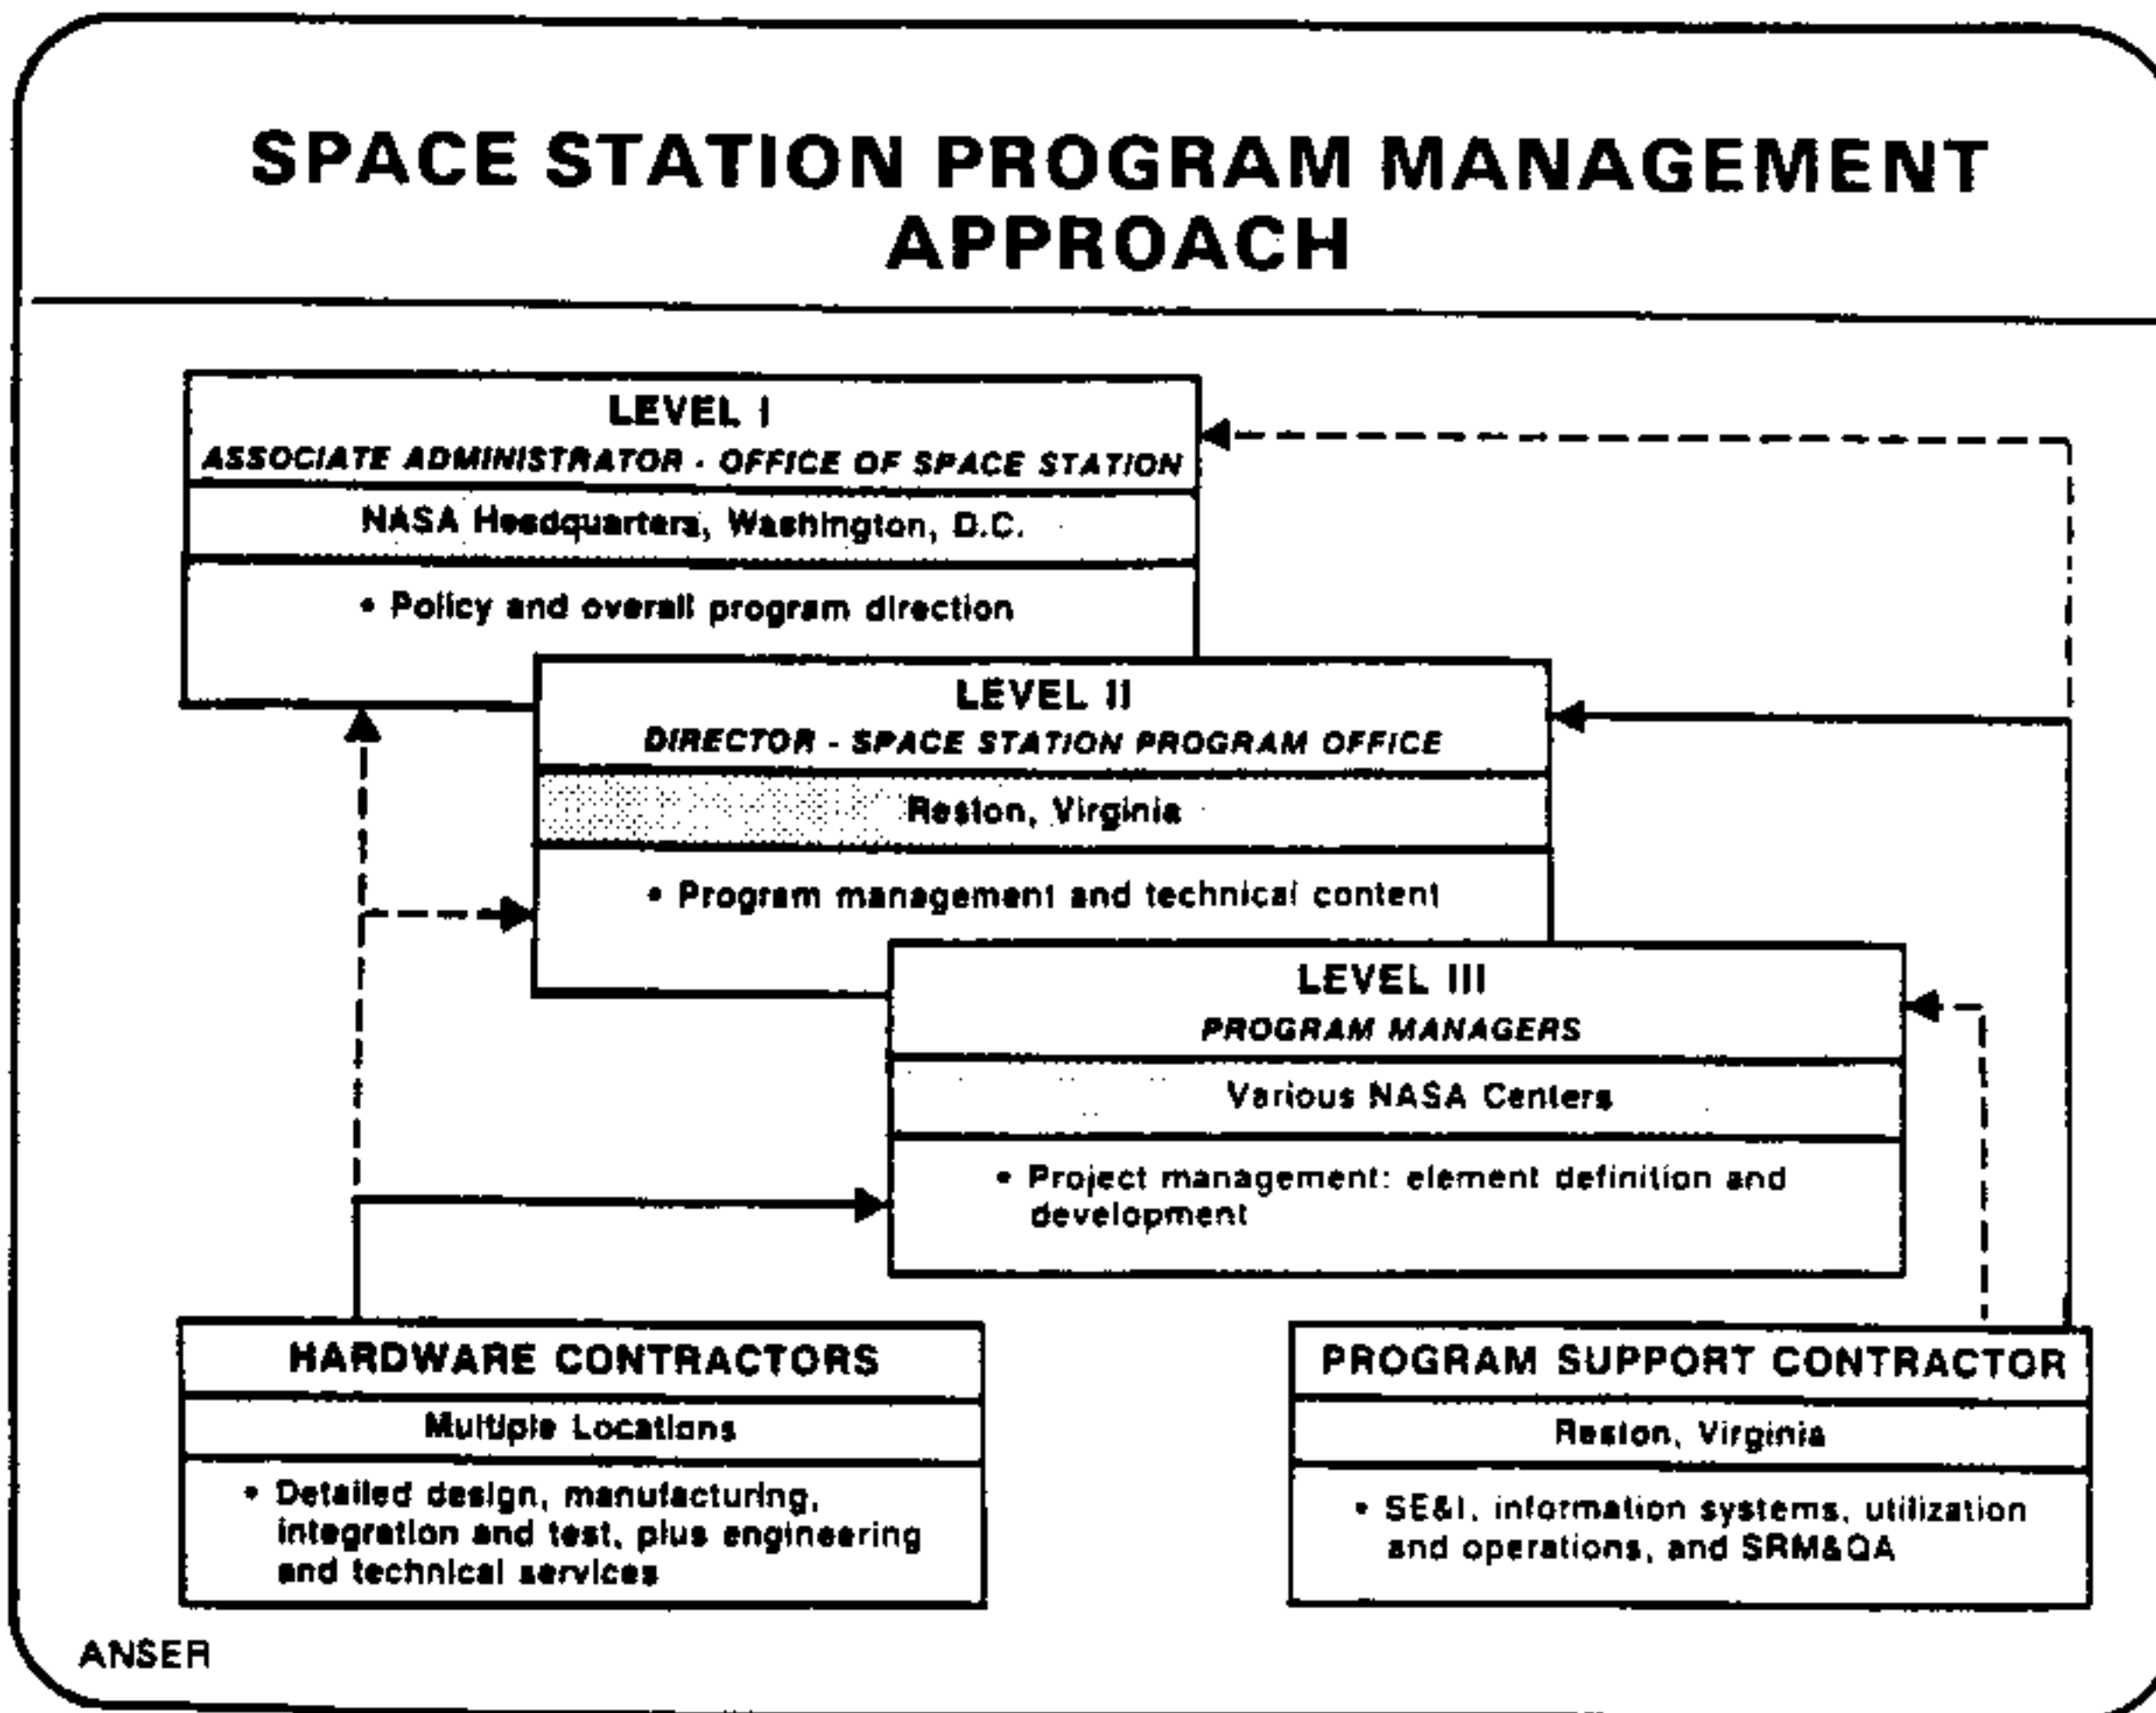 SPACE STATION PROGRAM MANAGEMENT
APPROACH
LEVEL I
ASSOCIATE ADMINISTRATOR - OFFICE OF SPACE STATION
NASA Headquarters, Washington, D.C.
• Policy and overall program direction
LEVEL II
DIRECTOR - SPACE STATION PROGRAM OFFICE
Reston, Virginia
• Program management and technical content
LEVEL III
PROGRAM MANAGERS
Various NASA Centers
• Project management: element definition and
development
HARDWARE CONTRACTORS
Multiple Locations
• Detailed design, manufacturing,
integration and test, plus engineering
and technical services
PROGRAM SUPPORT CONTRACTOR
Reston, Virginia
• SE&I, information systems, utilization
and operations, and SRM&QA
ANSER